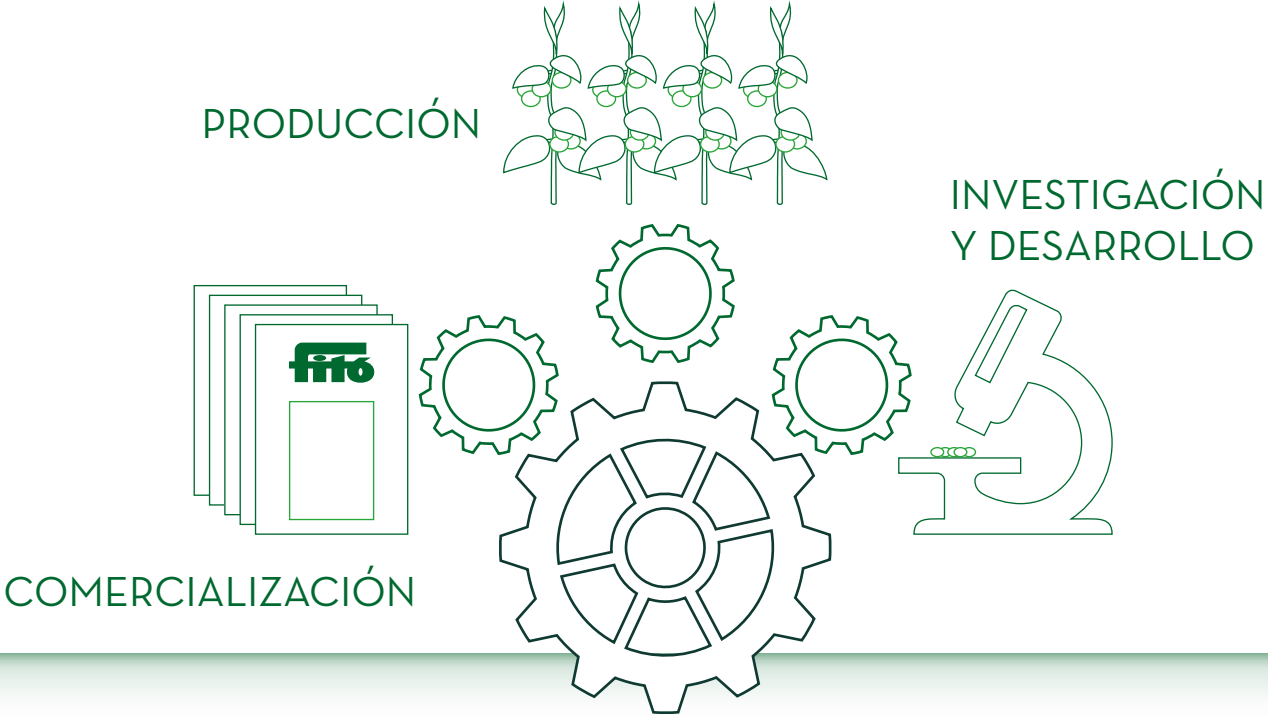 PRODUCCIÓN
INVESTIGACIÓN
Y DESARROLLO
fitó
COMERCIALIZACIÓN